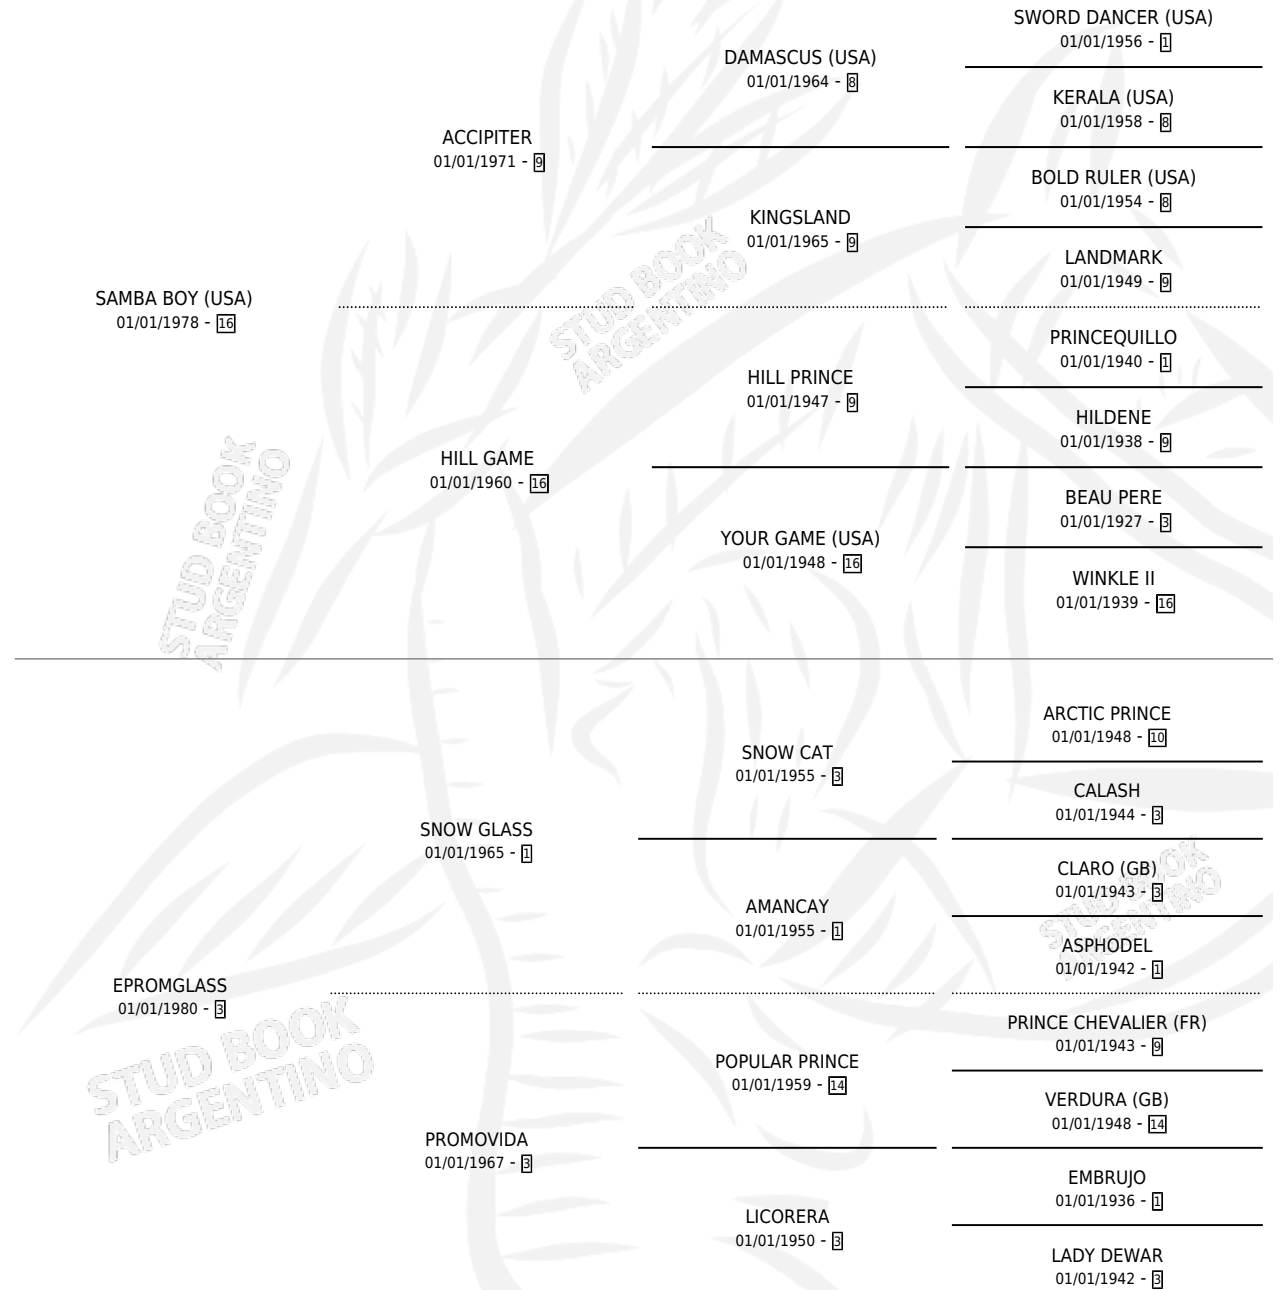 SWORD DANCER (USA)
01/01/1956 - 1
DAMASCUS (USA)
01/01/1964 - 8
KERALA (USA)
01/01/1958 - 8
ACCIPITER
01/01/1971 - 9
BOLD RULER (USA)
01/01/1954 - 8
KINGSLAND
01/01/1965 - 9
LANDMARK
01/01/1949 - 9
SAMBA BOY (USA)
01/01/1978 - 16
PRINCEQUILLO
01/01/1940 - 1
HILL PRINCE
01/01/1947 - 9
HILDENE
01/01/1938 - 9
HILL GAME
01/01/1960 - 16
BEAU PERE
01/01/1927 - 3
YOUR GAME (USA)
01/01/1948 - 16
WINKLE II
01/01/1939 - 16
ARCTIC PRINCE
01/01/1948 - 10
SNOW CAT
01/01/1955 - 3
CALASH
01/01/1944 - 3
SNOW GLASS
01/01/1965 - 1
CLARO (GB)
01/01/1943 - 3
AMANCAY
01/01/1955 - 1
ASPHODEL
01/01/1942 - 1
EPROMGLASS
01/01/1980 - 3
PRINCE CHEVALIER (FR)
01/01/1943 - 9
POPULAR PRINCE
01/01/1959 - 14
VERDURA (GB)
01/01/1948 - 14
PROMOVIDA
01/01/1967 - 3
EMBRUJO
01/01/1936 - 1
LICORERA
01/01/1950 - 3
LADY DEWAR
01/01/1942 - 3
STUD BOOK
ARGENTINO
STUD BOOK
ARGENTINO
STUD BOOK
ARGENTINO
STUD BOOK
ARGENTINO